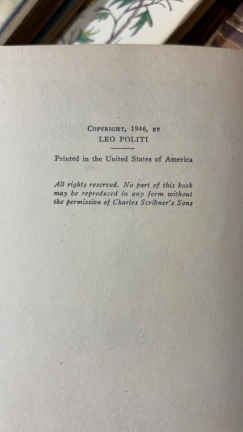 COPYRIGHT, 1946, BY
LEO POLITI
Printed in the United States of America
All rights reserved. No part of this book
may be reproduced in any form without
the permission of Charles Scribner's Sons